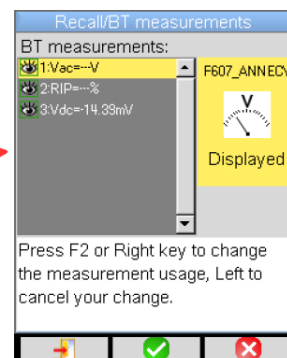 Recall/BT measurements
BT measurements:
1:Vac=---V
2:RIP=---%
3:Vdc=-14.39mV
F607_ANNECY
V
Displayed
Press F2 or Right key to change
the measurement usage, Left to
cancel your change.